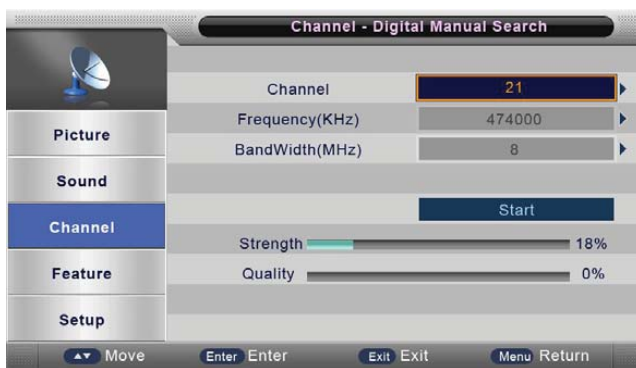 Channel - Digital Manual Search
Channel 21
Frequency(KHz) 474000
BandWidth(MHz) 8
Start
Strength 18%
Quality 0%
Picture
Sound
Channel
Feature
Setup
Move Enter Enter Exit Exit Menu Return